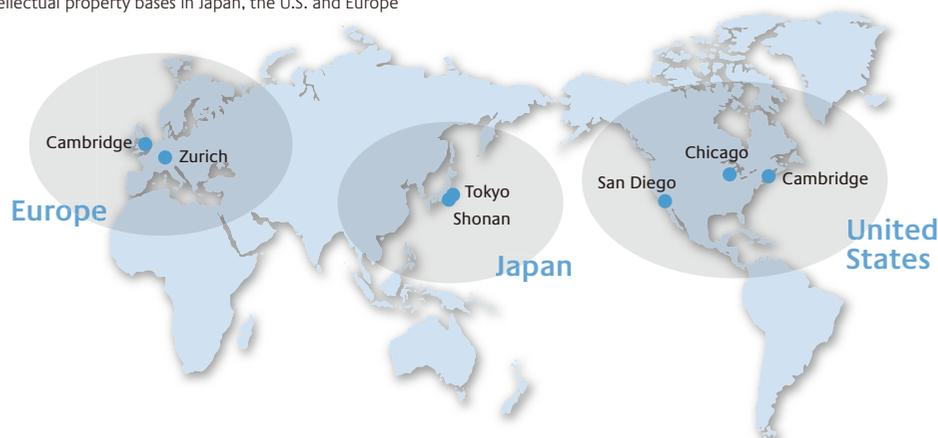 ellectual property bases in Japan, the U.S. and Europe
Cambridge
Zurich
Europe
Tokyo
Shonan
Japan
Chicago
San Diego
Cambridge
United
States